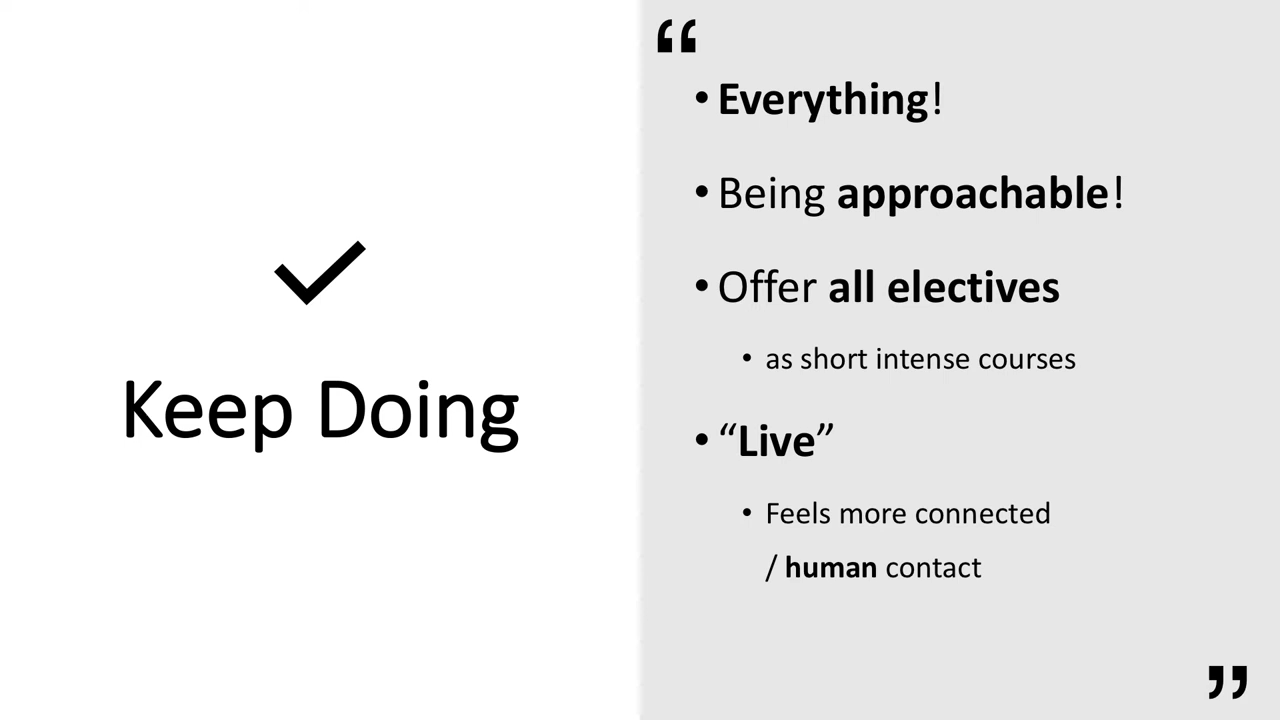 Keep Doing
“
• Everything!
• Being approachable!
• Offer all electives
• as short intense courses
• “Live”
• Feels more connected
/ human contact
”